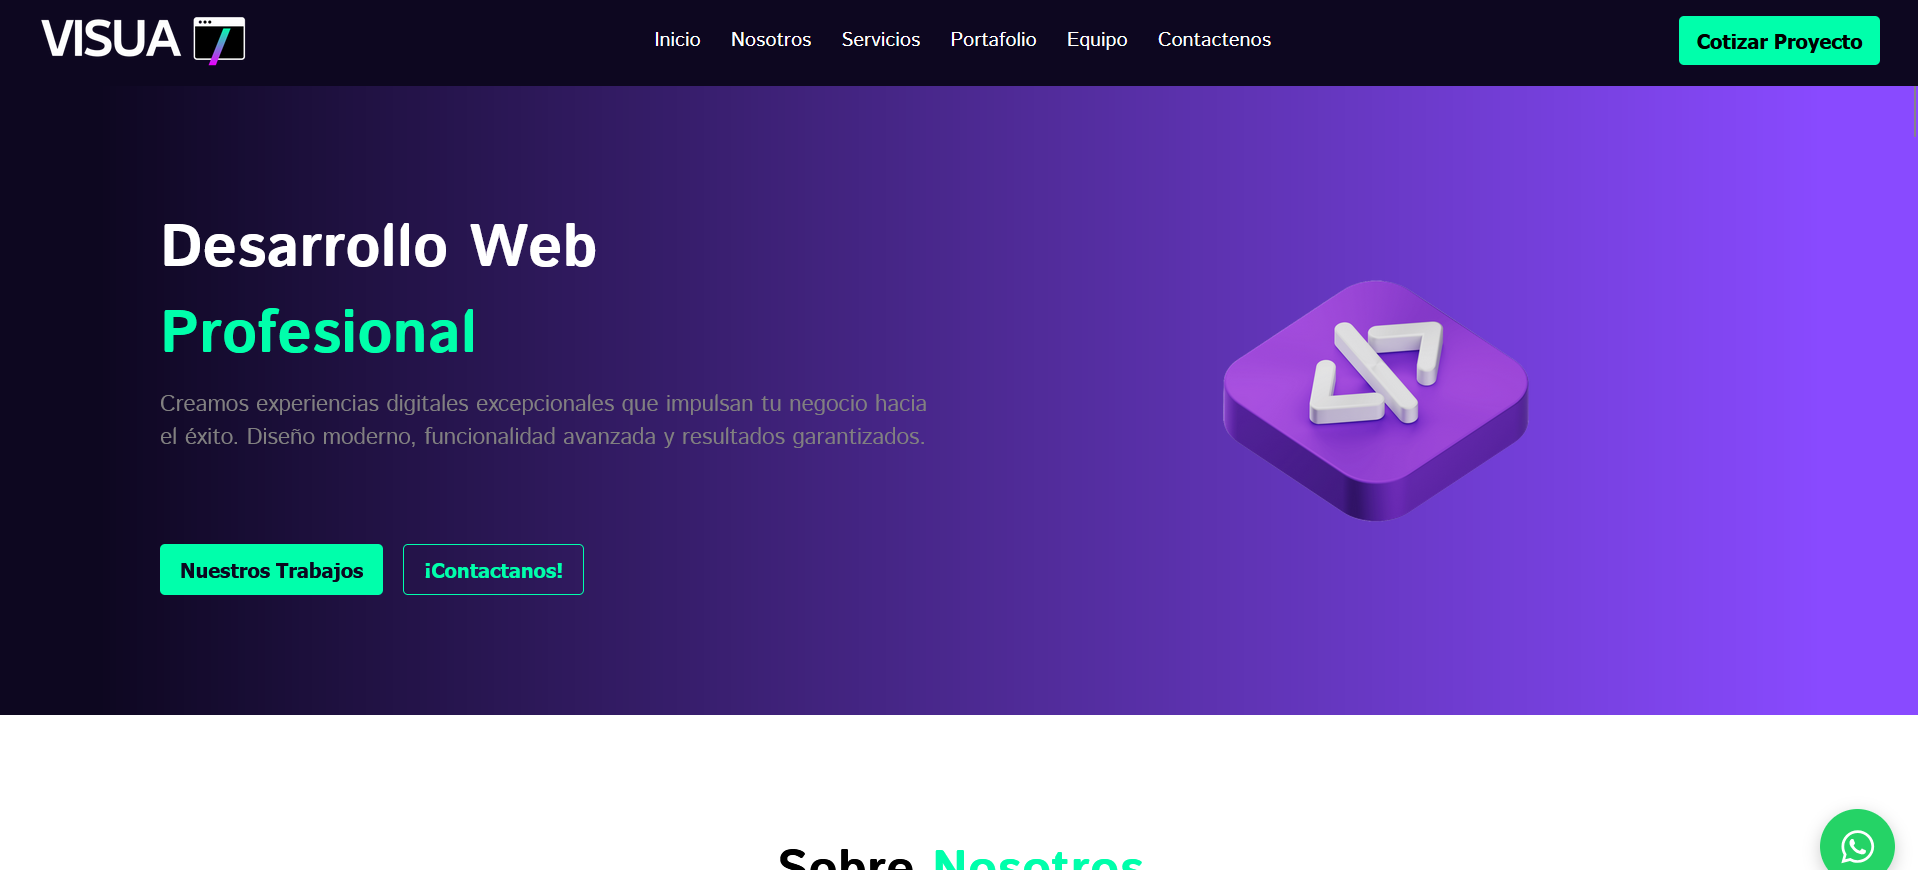 VISUA 7
Inicio Nosotros Servicios Portafolio Equipo Contactenos
Cotizar Proyecto
Desarrollo Web
Profesional
Creamos experiencias digitales excepcionales que impulsan tu negocio hacia
el éxito. Diseño moderno, funcionalidad avanzada y resultados garantizados.
Nuestros Trabajos
¡Contactanos!
Sobre Nosotros